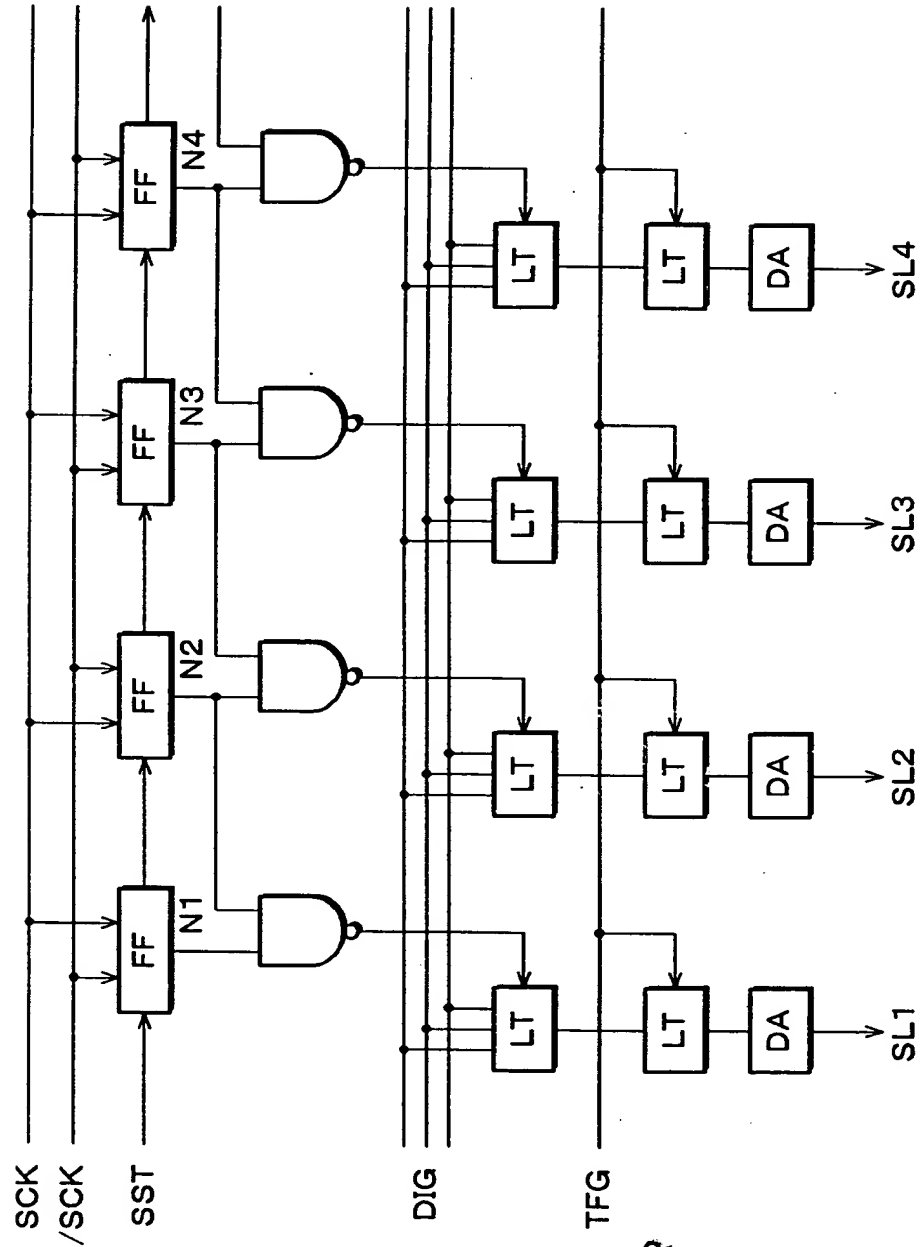 SCK
/SCK
SST
FF
FF
FF
FF
N1
N2
N3
N4
DIG
LT
LT
LT
LT
TFG
LT
LT
LT
LT
DA
DA
DA
DA
SL1
SL2
SL3
SL4